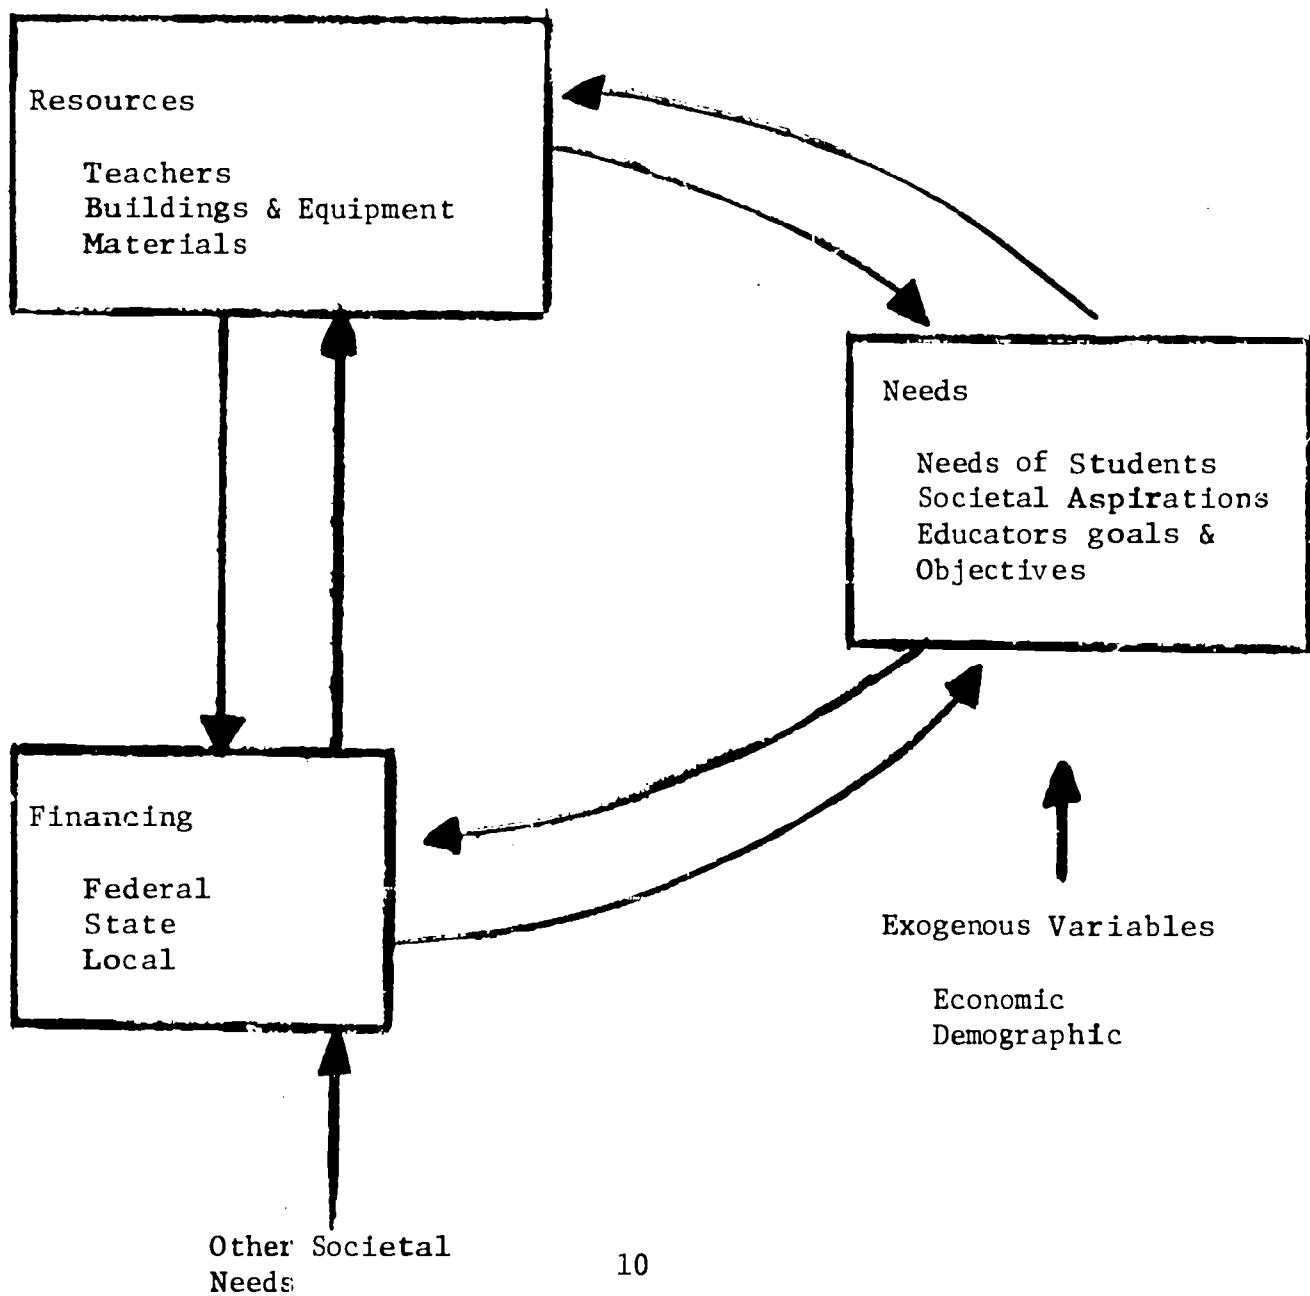 Resources
Teachers
Buildings & Equipment
Materials
Needs
Needs of Students
Societal Aspirations
Educators goals &
Objectives
Financing
Federal
State
Local
Exogenous Variables
Economic
Demographic
Other Societal
Needs
10